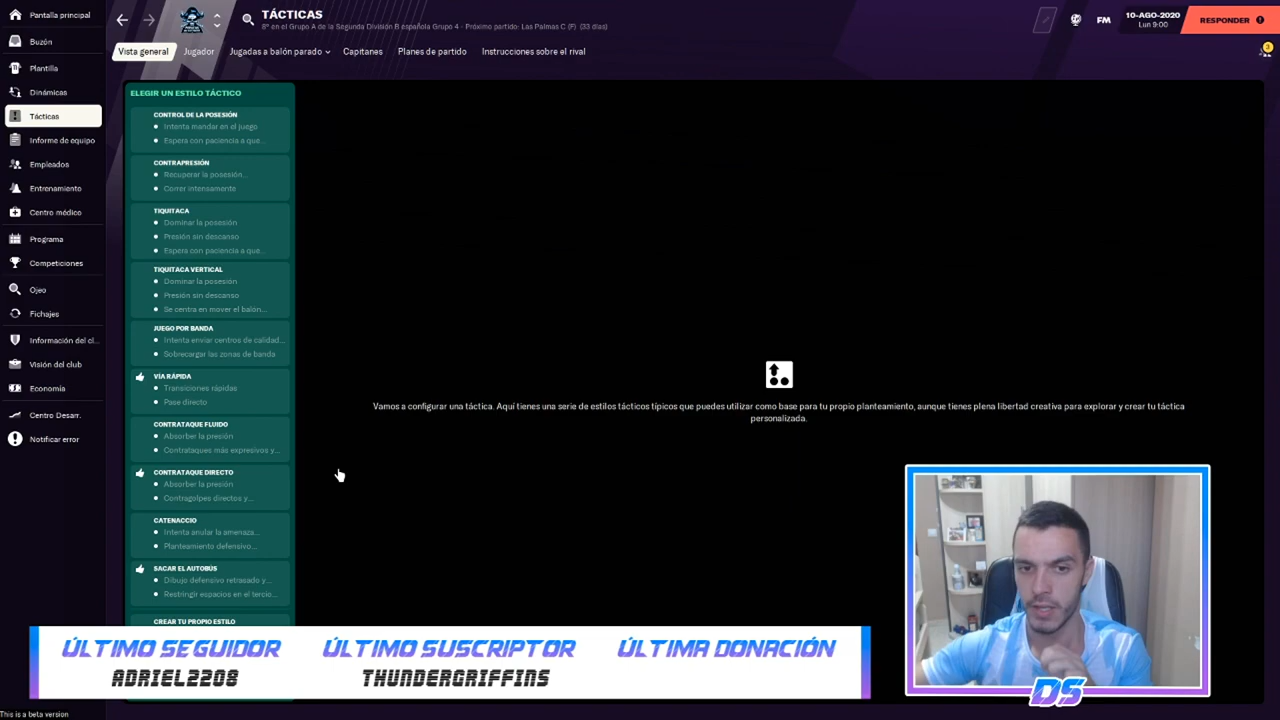 Pantalla principal
Buzón
Plantilla
Dinámicas
Tácticas
Informe de equipo
Empleados
Entrenamiento
Centro médico
Programa
Competiciones
Ojeo
Fichajes
Información del cl...
Visión del club
Economía
Centro Desarr.
Notificar error
This is a beta version
TÁCTICAS
8º en el Grupo A de la Segunda División B española Grupo 4 - Próximo partido: Las Palmas C (F) (33 días)
FM
10-AGO-2020
Lun 9:00
RESPONDER
Vista general
Jugador
Jugadas a balón parado
Capitanes
Planes de partido
Instrucciones sobre el rival
ELEGIR UN ESTILO TÁCTICO
CONTROL DE LA POSESIÓN
Intenta mandar en el juego
Espera con paciencia a que...
CONTRAPRESIÓN
Recuperar la posesión...
Correr intensamente
TIQUITACA
Dominar la posesión
Presión sin descanso
Espera con paciencia a que...
TIQUITACA VERTICAL
Dominar la posesión
Presión sin descanso
Se centra en mover el balón...
JUEGO POR BANDA
Intenta enviar centros de calidad...
Sobrecargar las zonas de banda
VÍA RÁPIDA
Transiciones rápidas
Pase directo
CONTRATAQUE FLUIDO
Absorber la presión
Contrataques más expresivos y...
CONTRATAQUE DIRECTO
Absorber la presión
Contragolpes directos y...
CATENACCIO
Intenta anular la amenaza...
Planteamiento defensivo...
SACAR EL AUTOBÚS
Dibujo defensivo retrasado y...
Restringir espacios en el tercio...
CREAR TU PROPIO ESTILO
Vamos a configurar una táctica. Aquí tienes una serie de estilos tácticos típicos que puedes utilizar como base para tu propio planteamiento, aunque tienes plena libertad creativa para explorar y crear tu táctica
personalizada.
ÚLTIMO SEGUIDOR
ADRIEL2208
ÚLTIMO SUSCRIPTOR
THUNDERGRIFFINS
ÚLTIMA DONACIÓN
DS